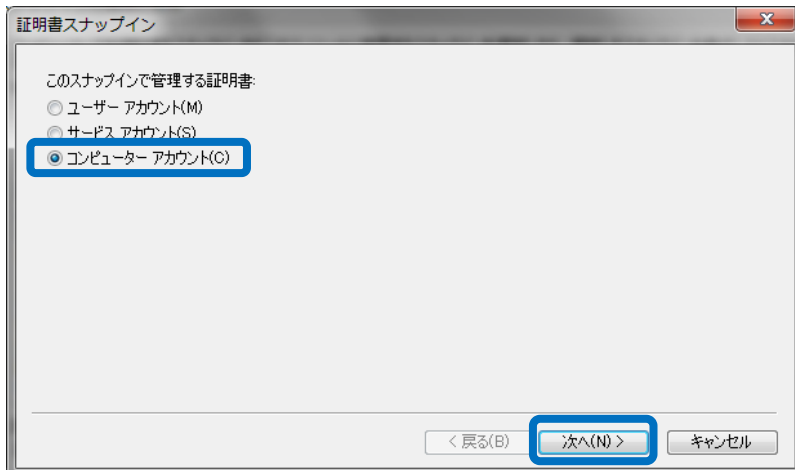 証明書スナップイン
このスナップインで管理する証明書:
ユーザー アカウント(M)
サービス アカウント(S)
コンピューター アカウント(C)
< 戻る(B)
次へ(N) >
キャンセル